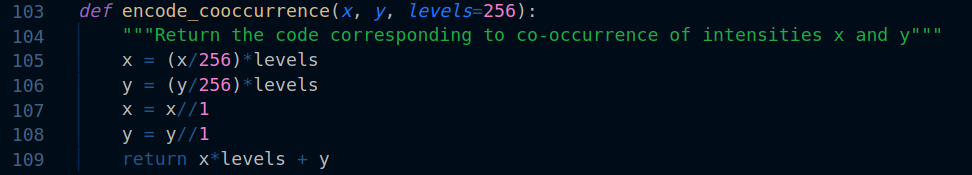 103 def encode_cooccurrence(x, y, levels=256):
104 """Return the code corresponding to co-occurrence of intensities x and y"""
105 x = (x/256)*levels
106 y = (y/256)*levels
107 x = x//1
108 y = y//1
109 return x*levels + y